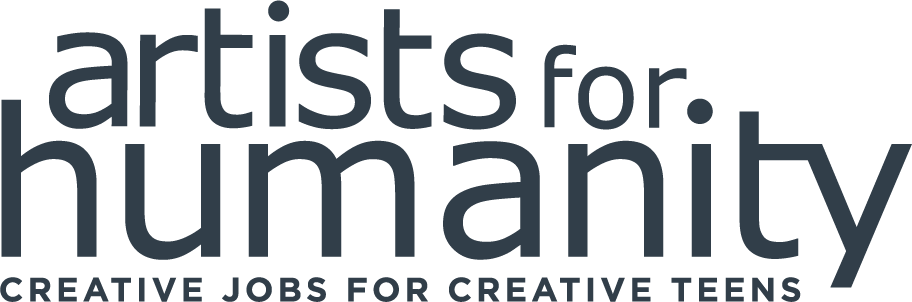 artists for
humanity
CREATIVE JOBS FOR CREATIVE TEENS